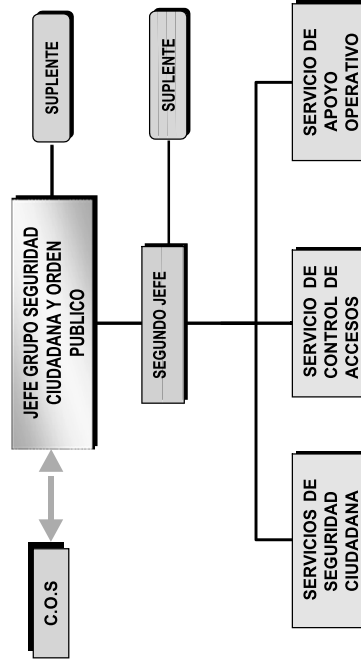 C.O.S
JEFE GRUPO SEGURIDAD
CIUDADANA Y ORDEN
PUBLICO
SUPLENTE
SEGUNDO JEFE
SUPLENTE
SERVICIOS DE
SEGURIDAD
CIUDADANA
SERVICIO DE
CONTROL DE
ACCESOS
SERVICIO DE
APOYO
OPERATIVO